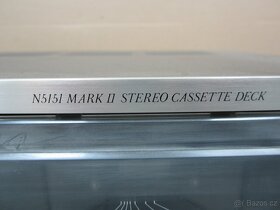 N5151 MARK II STEREO CASSETTE DECK
Bazos.cz